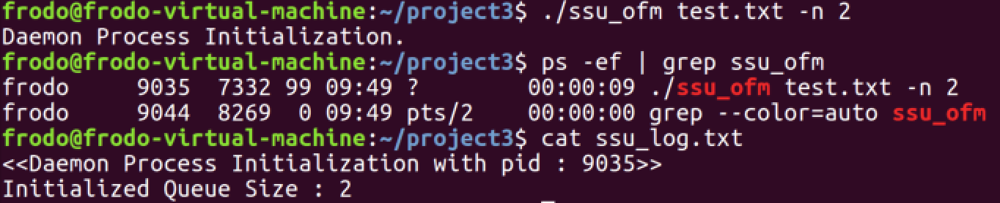 frodo@frodo-virtual-machine:~/project3$ ./ssu_ofm test.txt -n 2
Daemon Process Initialization.
frodo@frodo-virtual-machine:~/project3$ ps -ef | grep ssu_ofm
frodo     9035  7332 99 09:49 ?        00:00:09 ./ssu_ofm test.txt -n 2
frodo     9044  8269  0 09:49 pts/2    00:00:00 grep --color=auto ssu_ofm
frodo@frodo-virtual-machine:~/project3$ cat ssu_log.txt
<<Daemon Process Initialization with pid : 9035>>
Initialized Queue Size : 2